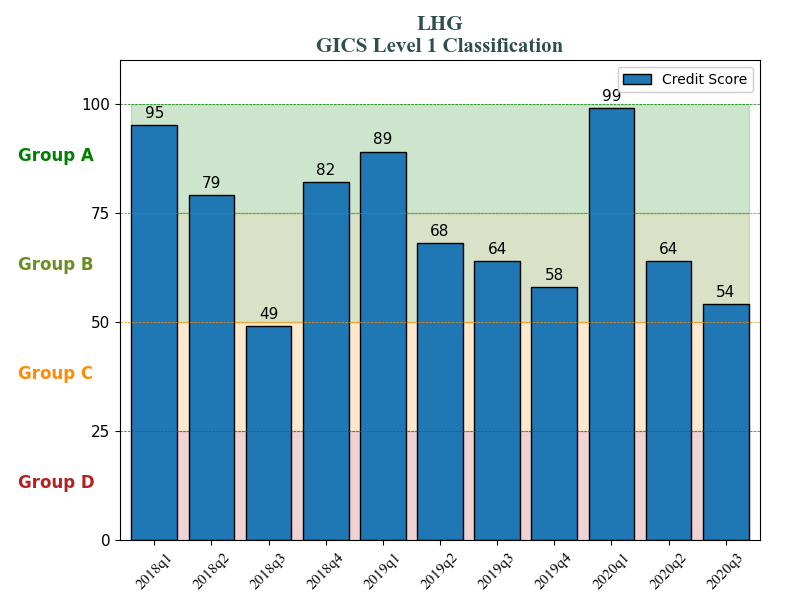 LHG
GICS Level 1 Classification
Credit Score
100
75
50
25
0
Group A
Group B
Group C
Group D
95
79
49
82
89
68
64
58
99
64
54
2018q1
2018q2
2018q3
2018q4
2019q1
2019q2
2019q3
2019q4
2020q1
2020q2
2020q3